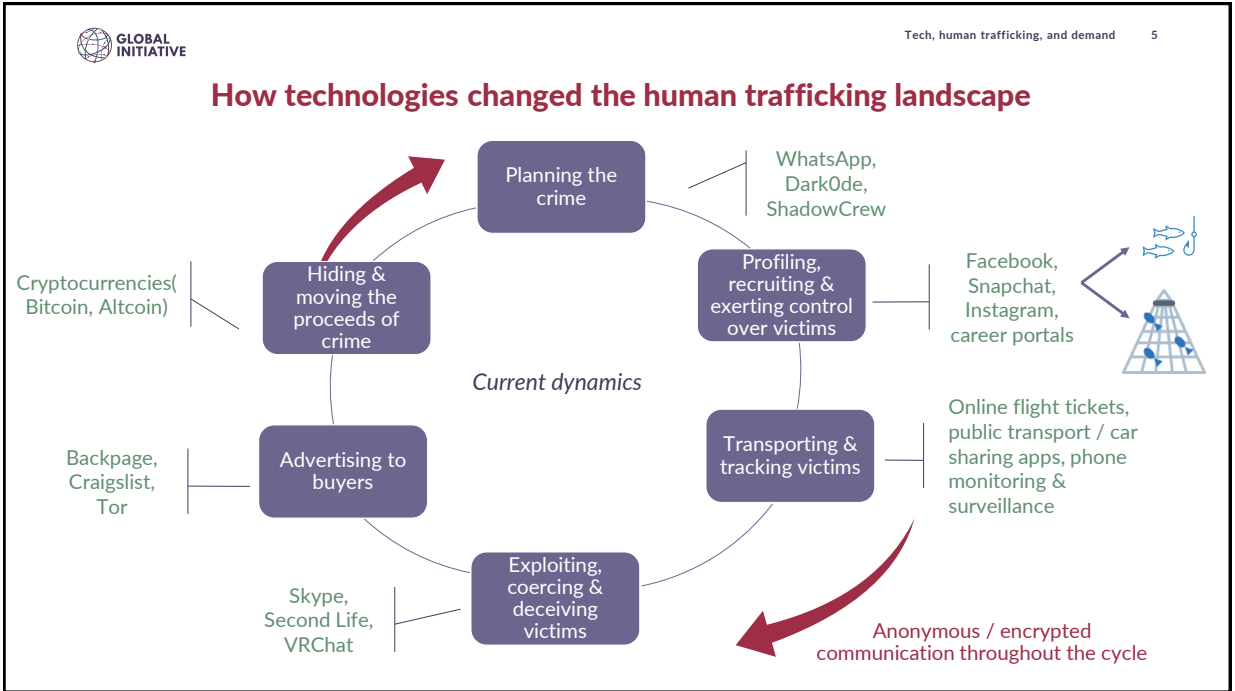 GLOBAL
INITIATIVE
Tech, human trafficking, and demand
5
How technologies changed the human trafficking landscape
Planning the
crime
WhatsApp,
Dark0de,
ShadowCrew
Profiling,
recruiting &
exerting control
over victims
Facebook,
Snapchat,
Instagram,
career portals
Hiding &
moving the
proceeds of
crime
Cryptocurrencies(
Bitcoin, Altcoin)
Current dynamics
Transporting &
tracking victims
Online flight tickets,
public transport / car
sharing apps, phone
monitoring &
surveillance
Advertising to
buyers
Backpage,
Craigslist,
Tor
Exploiting,
coercing &
deceiving
victims
Skype,
Second Life,
VRChat
Anonymous / encrypted
communication throughout the cycle